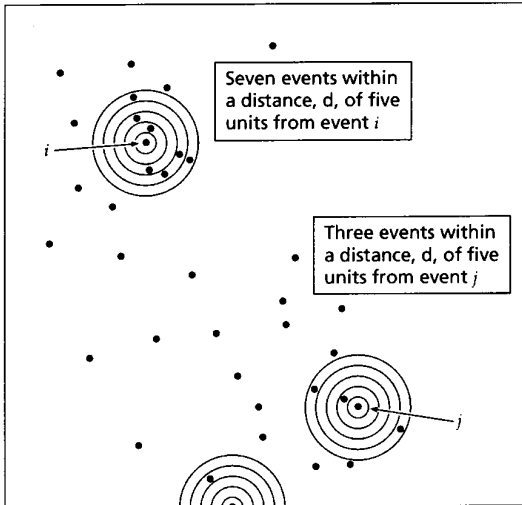 Seven events within
a distance, d, of five
units from event i
i
Three events within
a distance, d, of five
units from event j
j